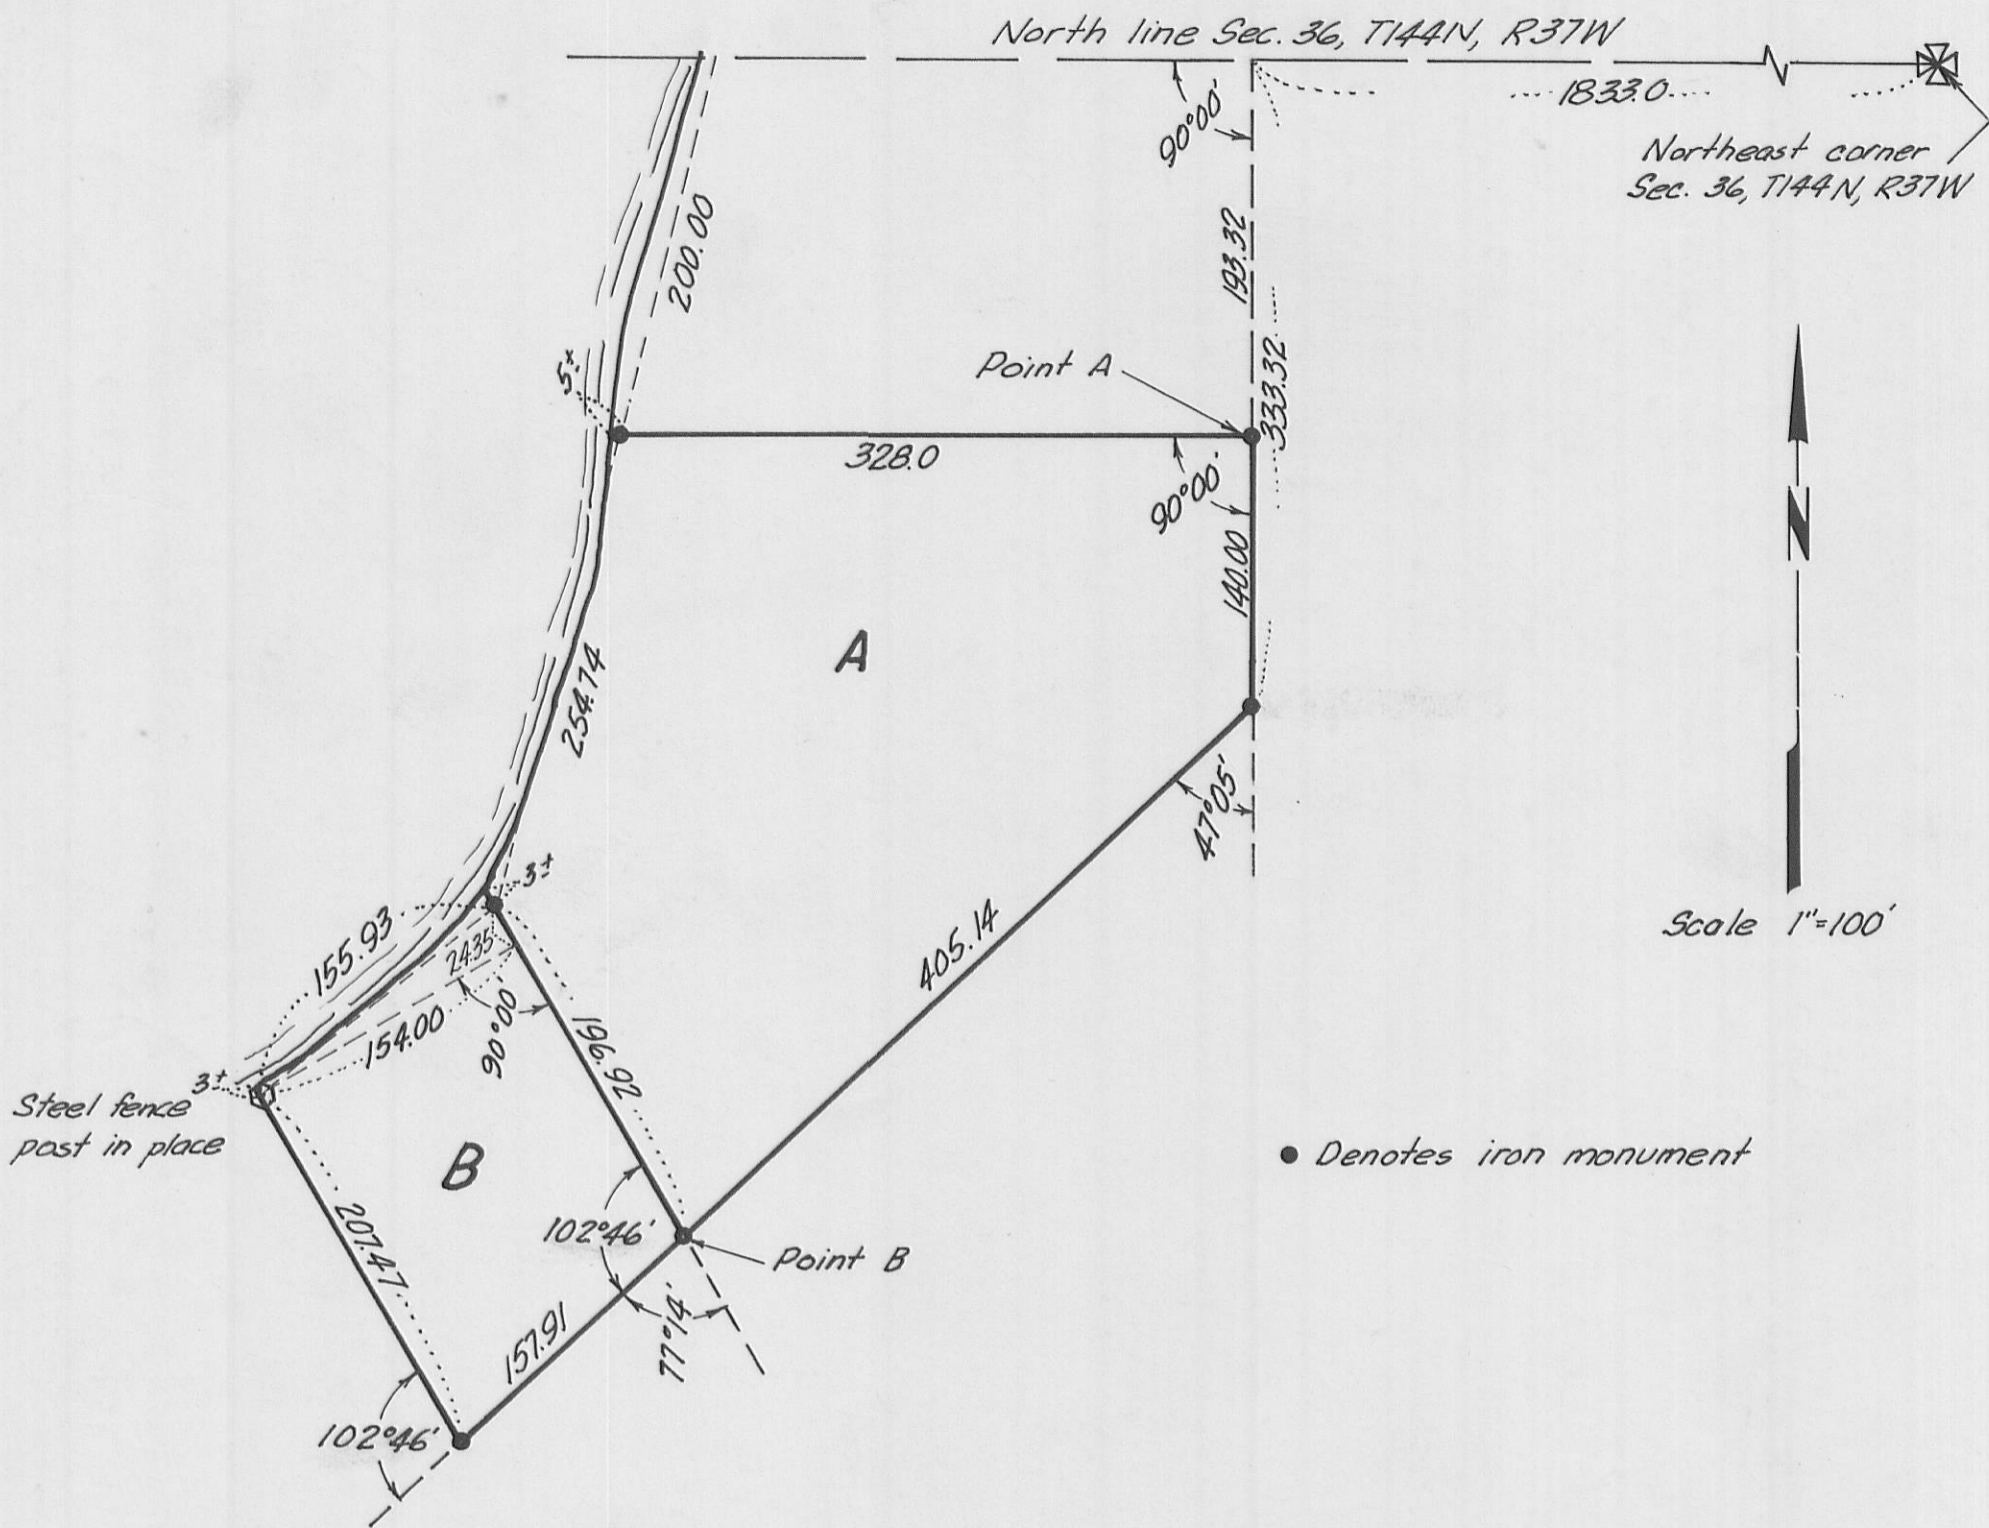 North line Sec. 36, T144N, R37W
1833.0
90°00'
Northeast corner
Sec. 36, T144N, R37W
200.00
193.32
333.32
5±
Point A
328.0
90°00'
140.00
N
A
254.74
47°05'
3±
Scale 1"=100'
155.93
24.35
405.14
154.00
90°00'
196.92
3±
Steel fence
post in place
B
Denotes iron monument
207.47
102°46'
Point B
157.91
77°14'
102°46'